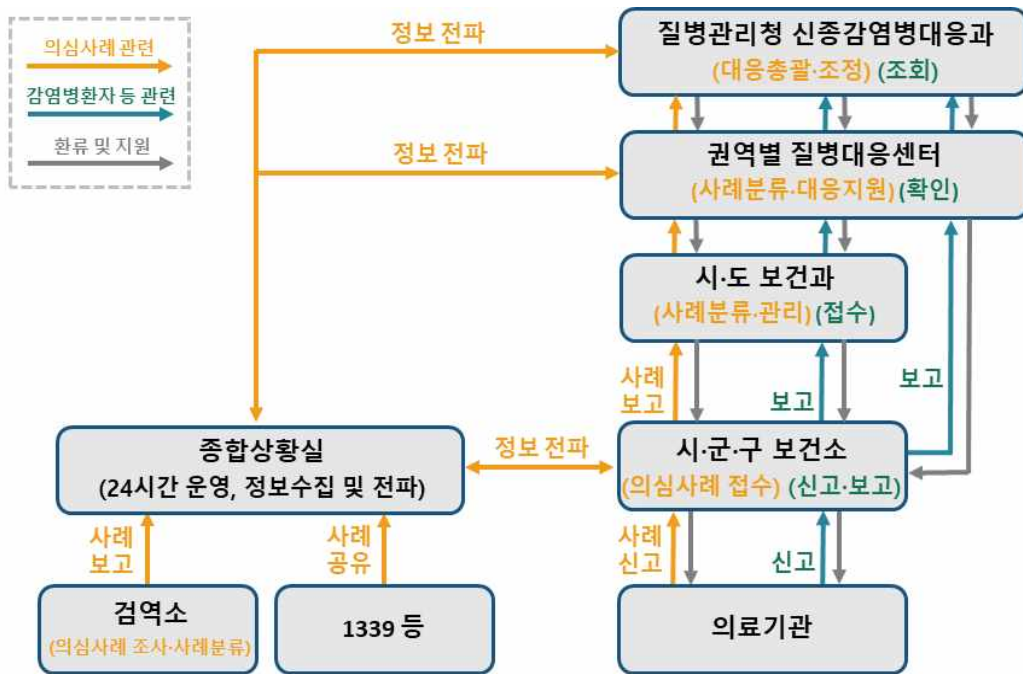 의심사례 관련
감염병환자 등 관련
환류 및 지원
정보 전파
질병관리청 신종감염병대응과
(대응총괄·조정) (조회)
정보 전파
권역별 질병대응센터
(사례분류·대응지원) (확인)
시·도 보건과
(사례분류·관리) (접수)
사례
보고
보고
보고
종합상황실
(24시간 운영, 정보수집 및 전파)
정보 전파
시·군·구 보건소
(의심사례 접수) (신고·보고)
사례
보고
사례
공유
사례
신고
신고
검역소
(의심사례 조사·사례분류)
1339 등
의료기관